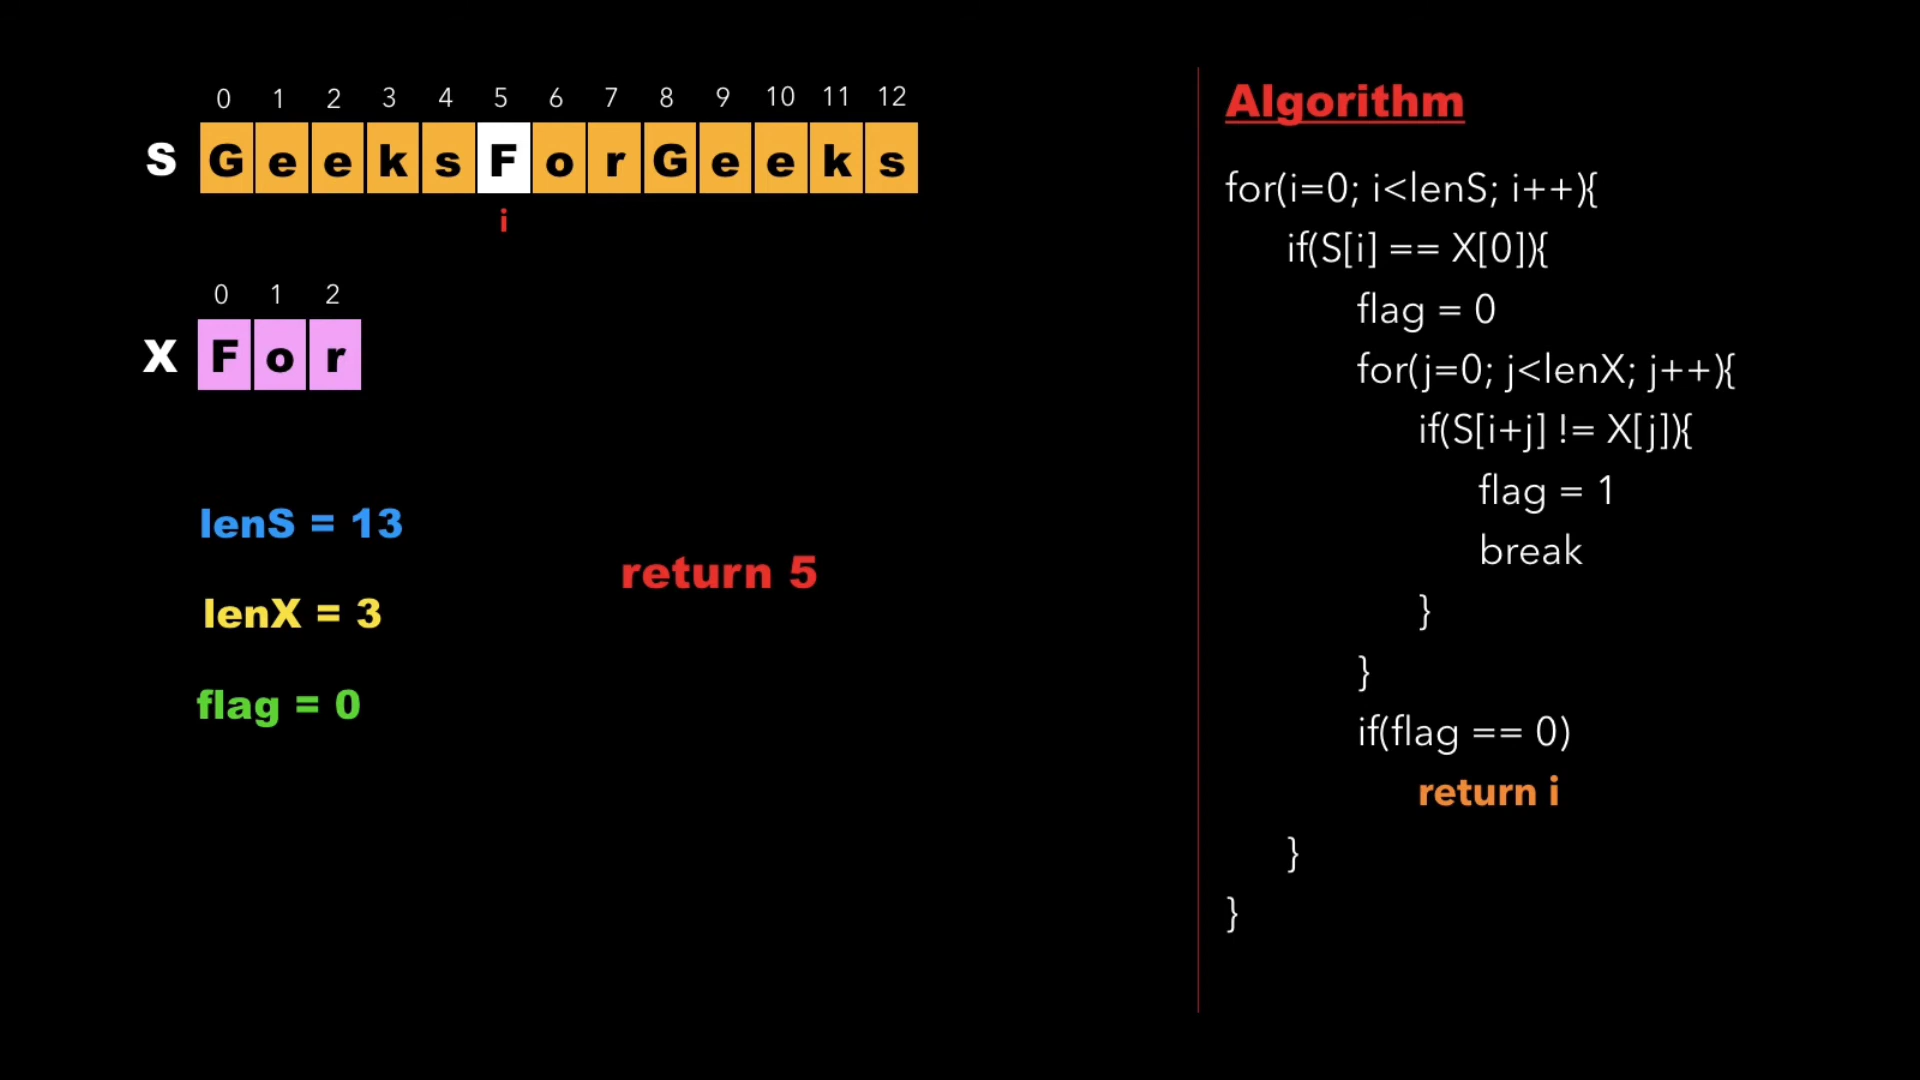 0 1 2 3 4 5 6 7 8 9 10 11 12
S G e e k s F o r G e e k s
i
0 1 2
X F o r
lenS = 13
lenX = 3
flag = 0
return 5
Algorithm
for(i=0; i<lenS; i++){
if(S[i] == X[0]){
flag = 0
for(j=0; j<lenX; j++){
if(S[i+j] != X[j]){
flag = 1
break
}
}
if(flag == 0)
return i
}
}